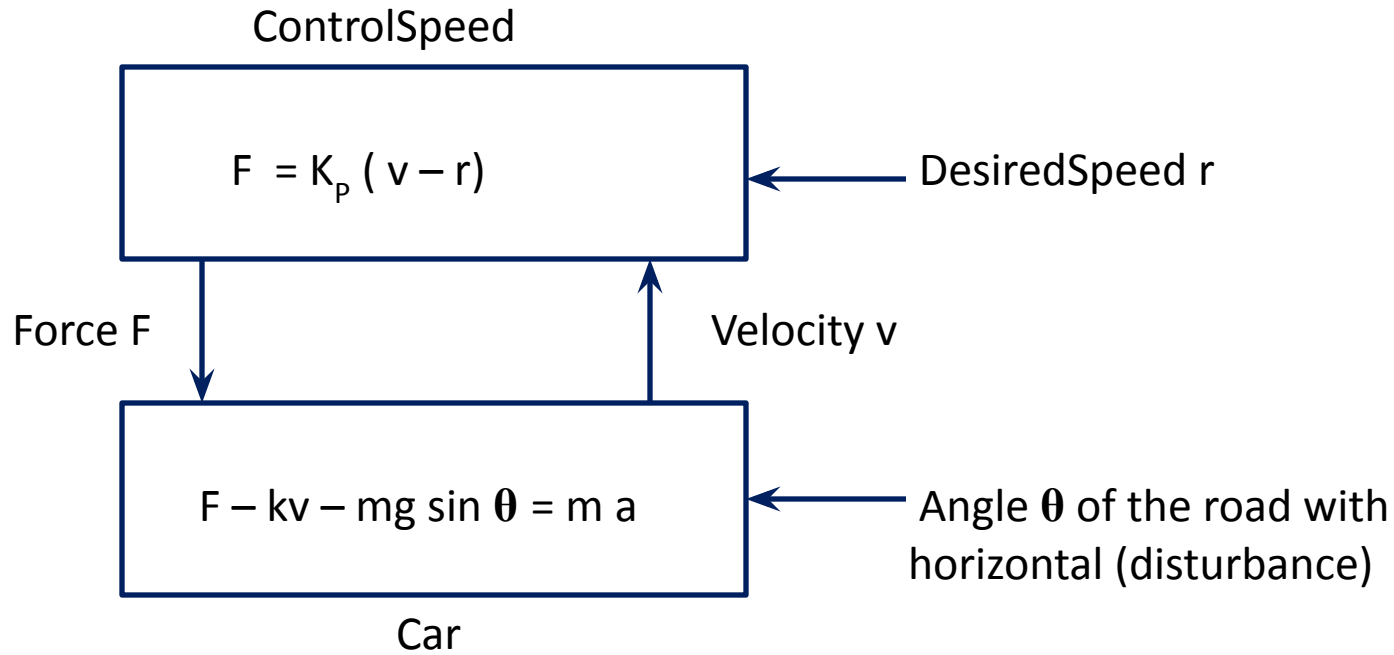 ControlSpeed
F = K_P ( v – r)
DesiredSpeed r
Force F
Velocity v
F – kv – mg sin θ = m a
Angle θ of the road with
horizontal (disturbance)
Car